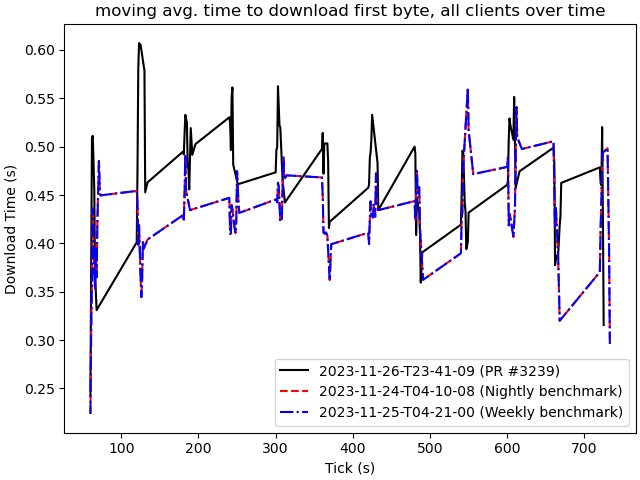 moving avg. time to download first byte, all clients over time
0.60
0.55
0.50
0.45
0.40
0.35
0.30
0.25
Download Time (s)
2023-11-26-T23-41-09 (PR #3239)
2023-11-24-T04-10-08 (Nightly benchmark)
2023-11-25-T04-21-00 (Weekly benchmark)
100 200 300 400 500 600 700
Tick (s)